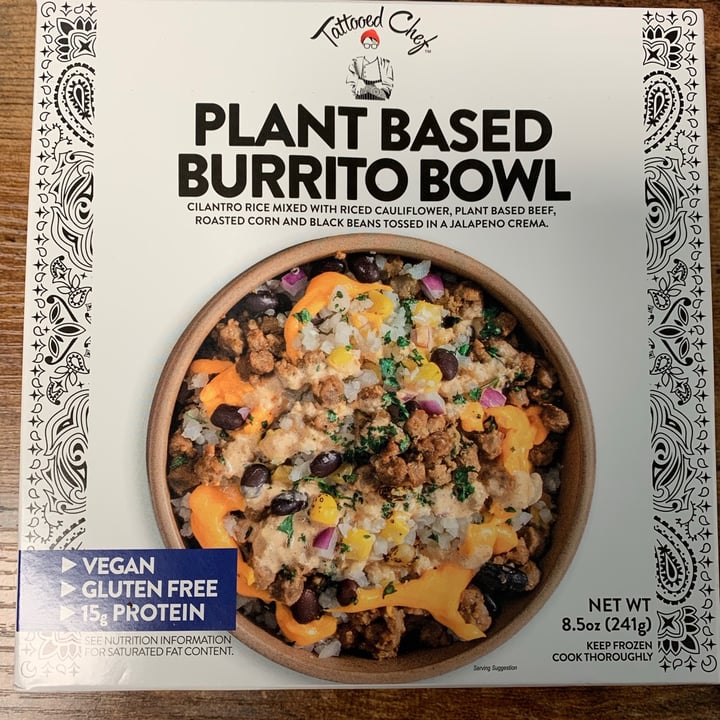 Tattooed Chef™
PLANT BASED
BURRITO BOWL
CILANTRO RICE MIXED WITH RICED CAULIFLOWER, PLANT BASED BEEF,
ROASTED CORN AND BLACK BEANS TOSSED IN A JALAPENO CREMA.
▶ VEGAN
▶ GLUTEN FREE
▶ 15g PROTEIN
SEE NUTRITION INFORMATION
FOR SATURATED FAT CONTENT.
NET WT
8.5oz (241g)
KEEP FROZEN
COOK THOROUGHLY
Serving Suggestion